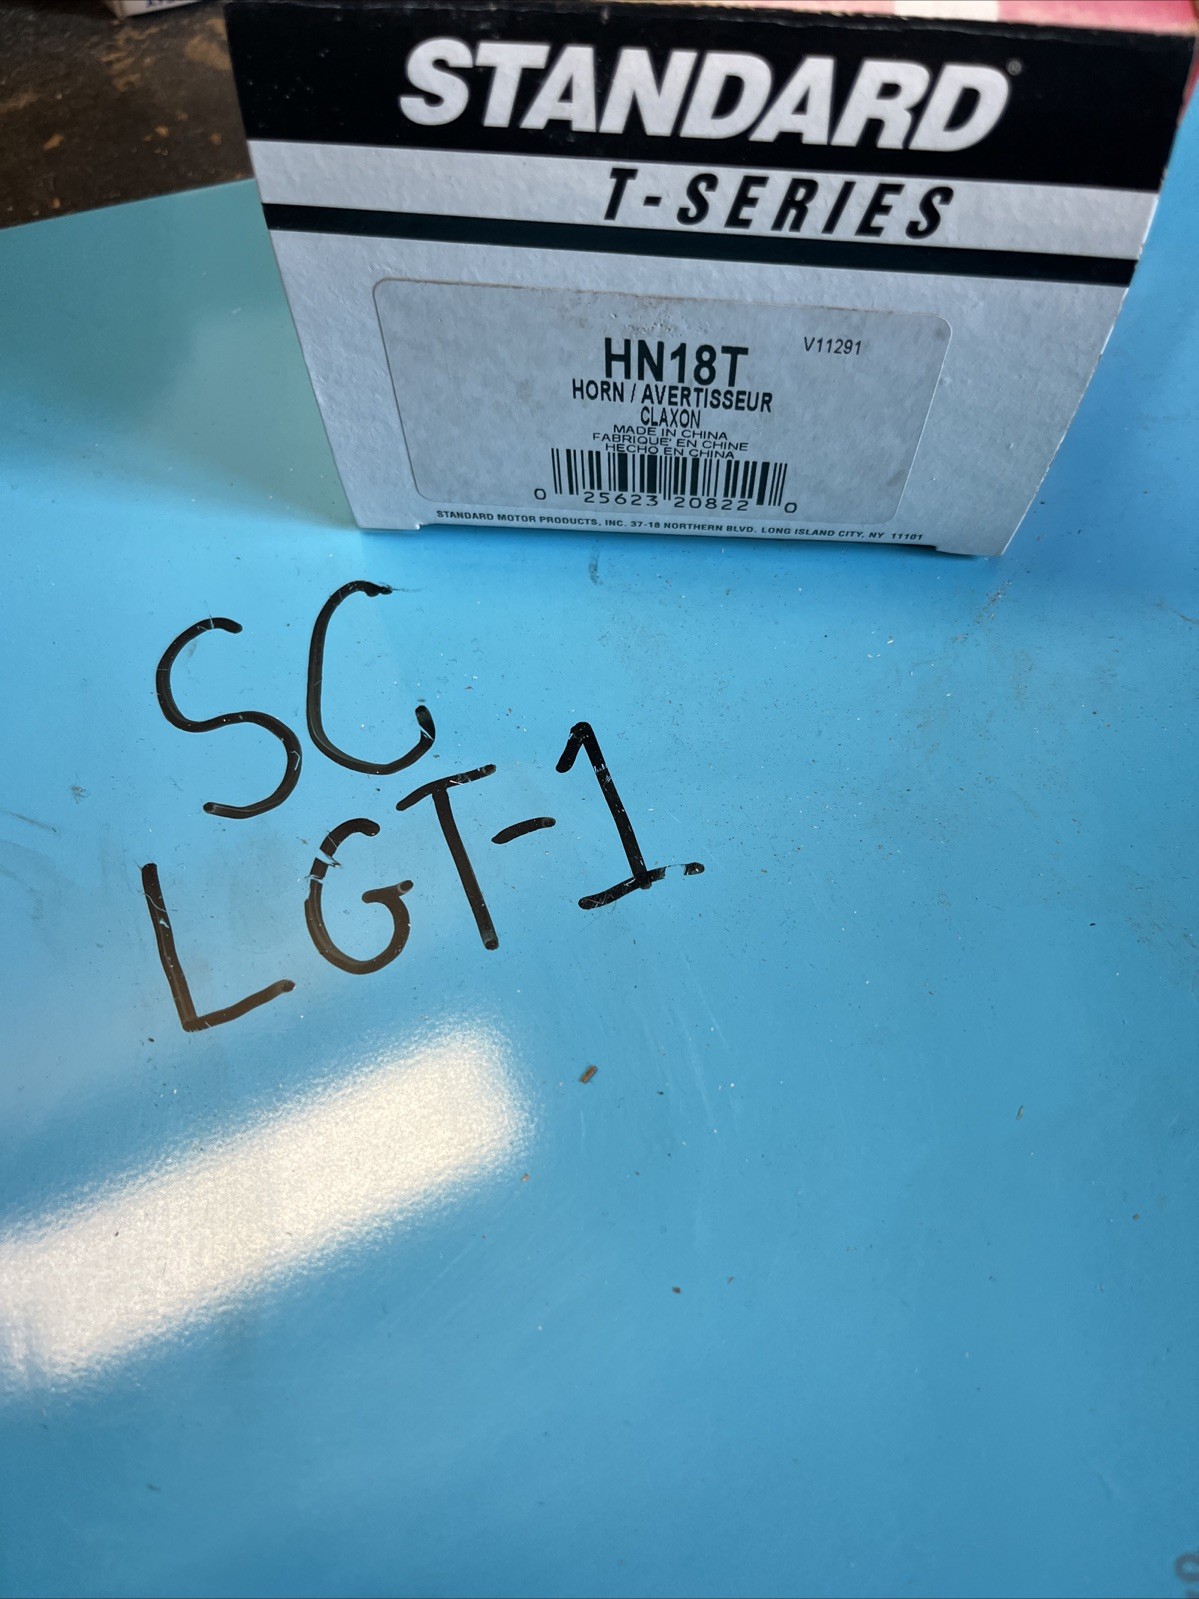 STANDARD®
T-SERIES
HN18T
V11291
HORN / AVERTISSEUR
CLAXON
MADE IN CHINA
FABRIQUE' EN CHINE
HECHO EN CHINA
0 25623 20822 0
STANDARD MOTOR PRODUCTS, INC. 37-18 NORTHERN BLVD. LONG ISLAND CITY, NY 11101
SC
LGT-1